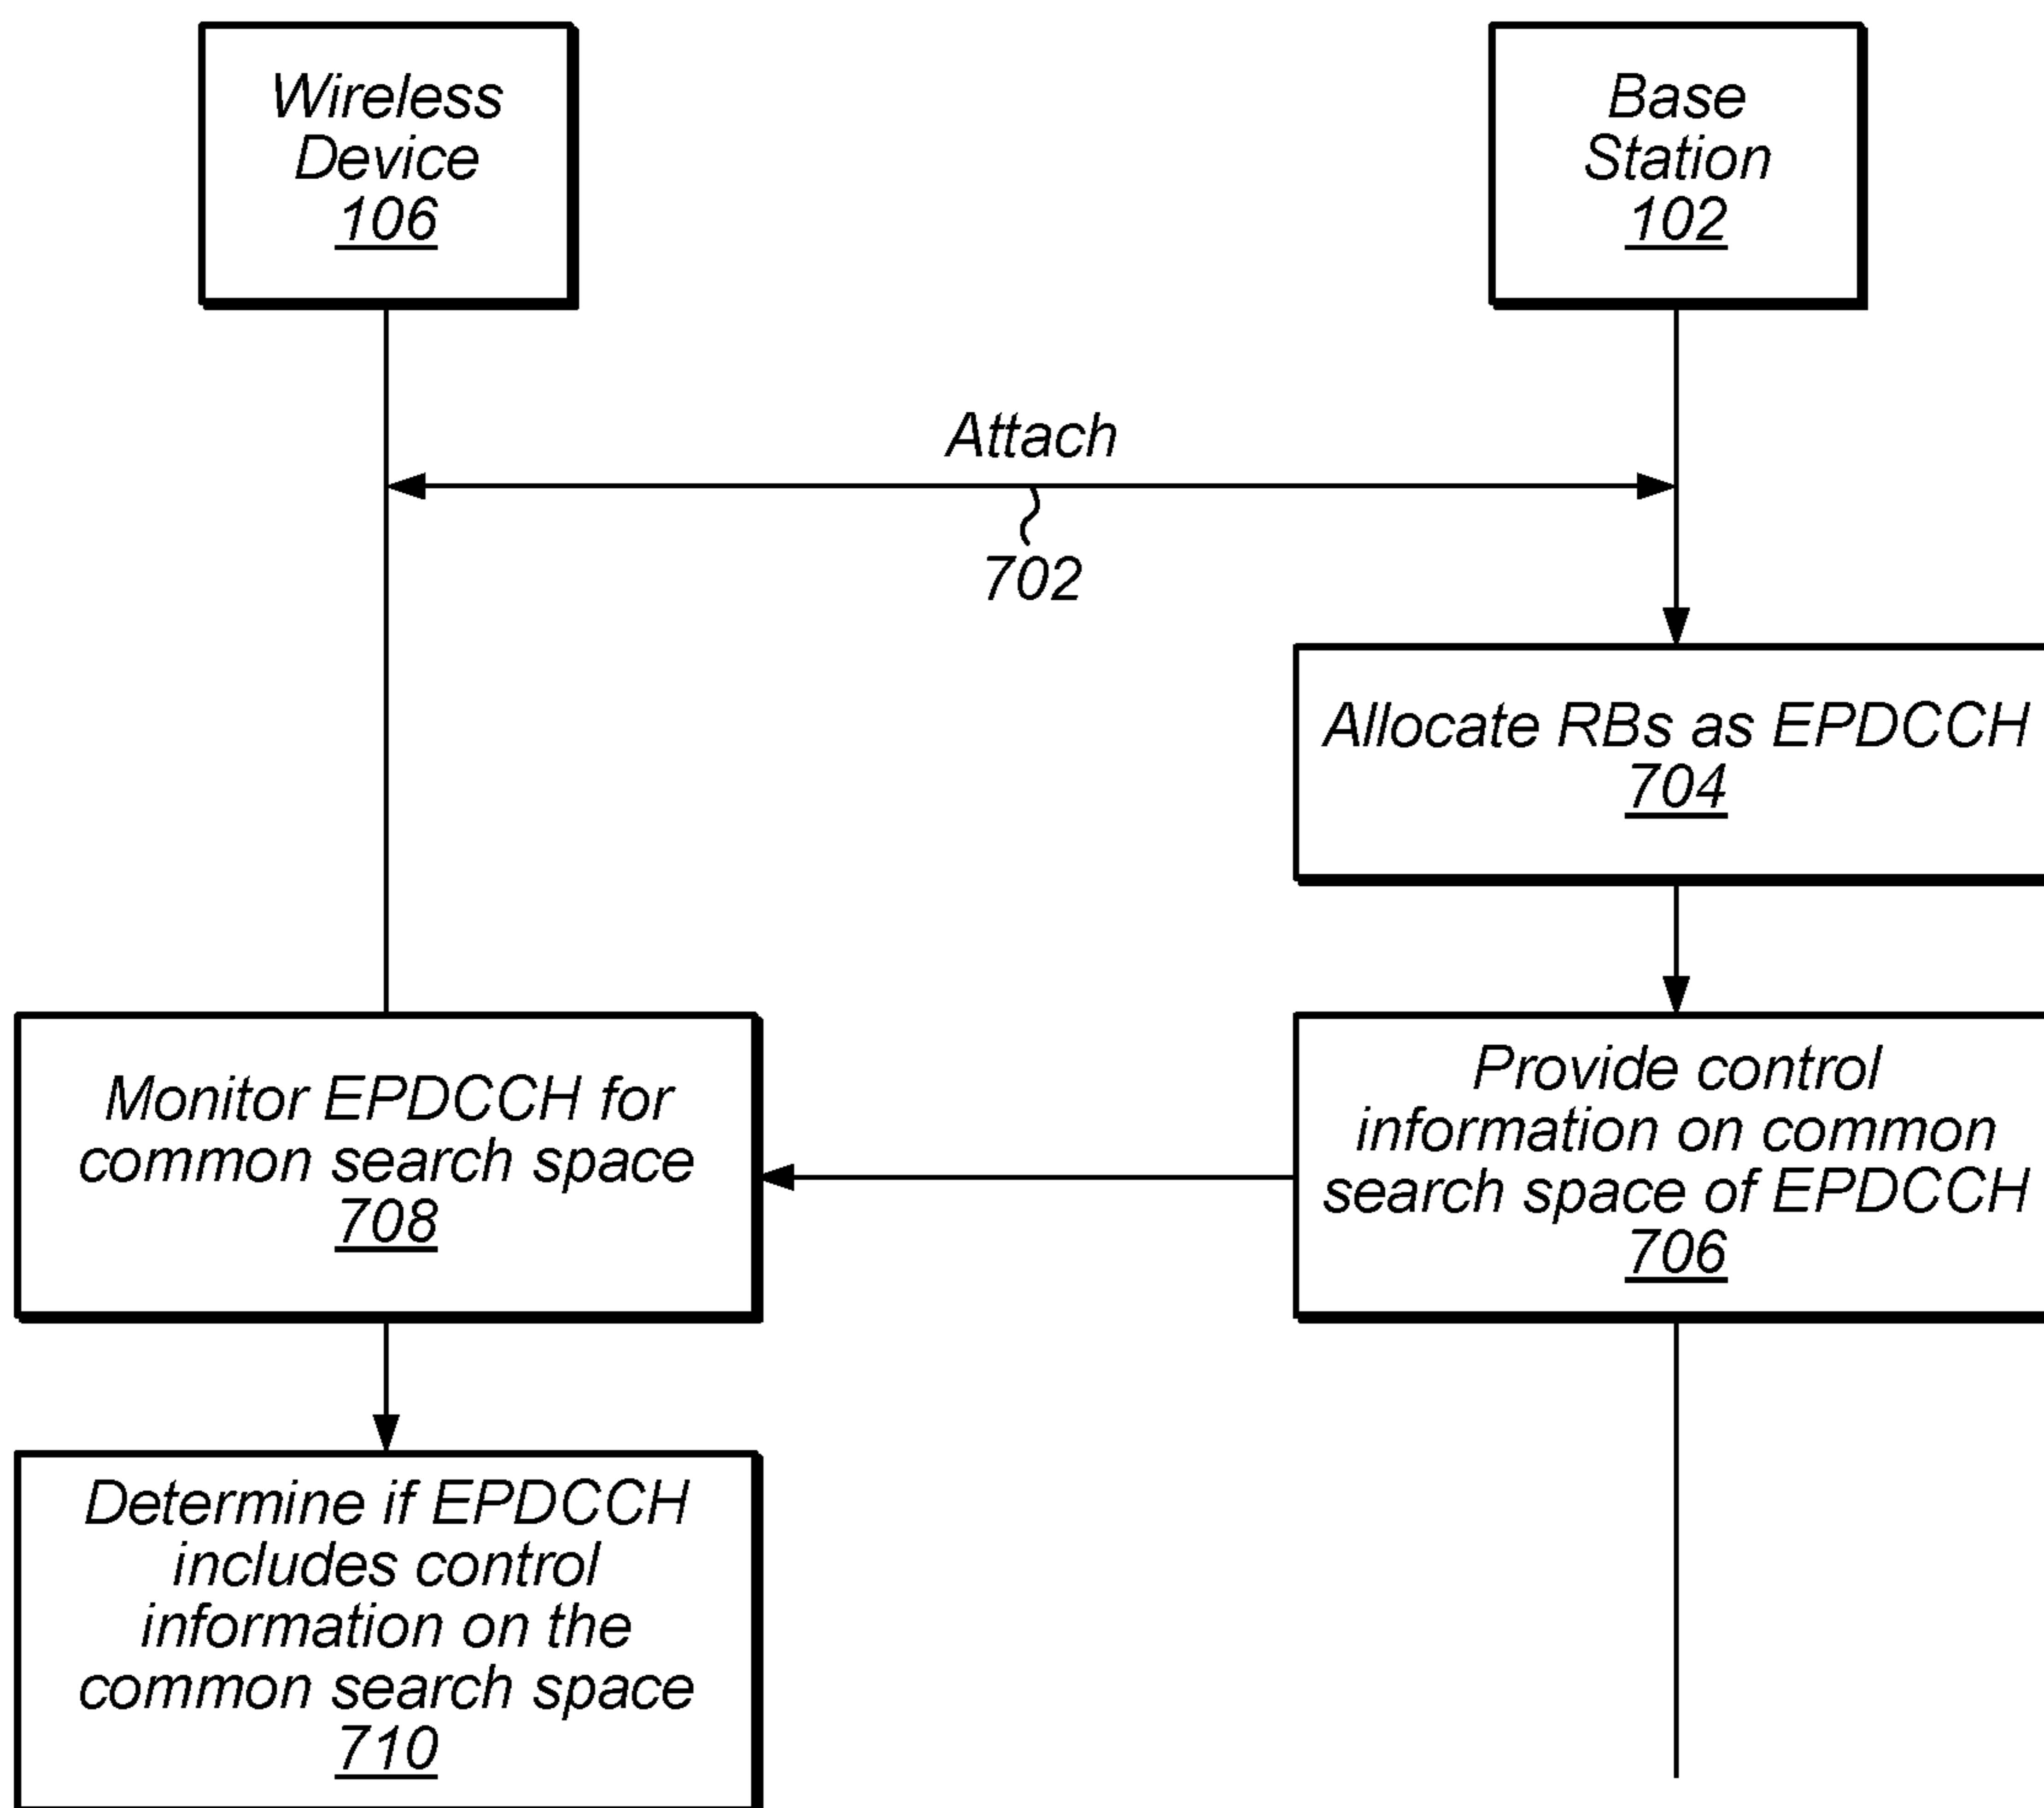 Wireless
Device
106
Base
Station
102
Attach
702
Allocate RBs as EPDCCH
704
Provide control
information on common
search space of EPDCCH
706
Monitor EPDCCH for
common search space
708
Determine if EPDCCH
includes control
information on the
common search space
710